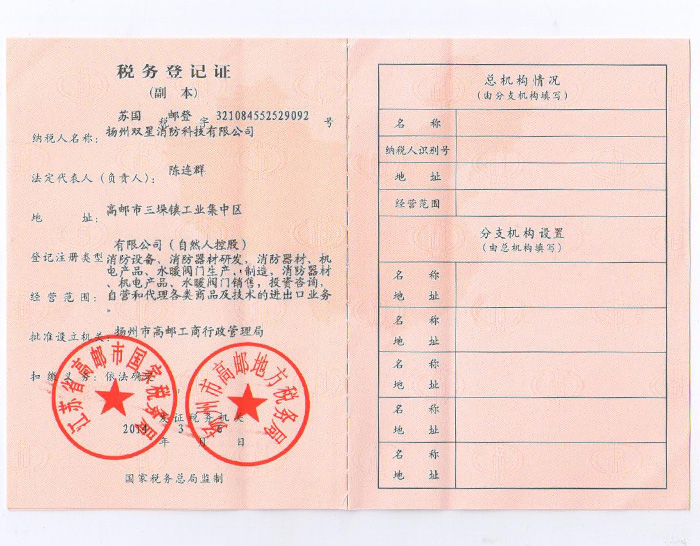 税务登记证
(副 本)
苏国 邮登
税 字 321084552529092 号
纳税人名称: 扬州双星消防科技有限公司
法定代表人(负责人): 陈连群
地 址: 高邮市三垛镇工业集中区
登记注册类型 有限公司(自然人控股)
消防设备、消防器材研发,消防器材、机
电产品、水暖阀门生产、制造,消防器材
、机电产品、水暖阀门销售,投资咨询,
经营范围: 自营和代理各类商品及技术的进出口业务
。
批准设立机关: 扬州市高邮工商行政管理局
扣缴义务: 依法确定
江苏省高邮市国家税务局
扬州市高邮地方税务局
发证税务机关
3 6
年 月 日
国家税务总局监制
总机构情况
(由分支机构填写)
名 称
纳税人识别号
地 址
经营范围
分支机构设置
(由总机构填写)
名 称
地 址
名 称
地 址
名 称
地 址
名 称
地 址
名 称
地 址